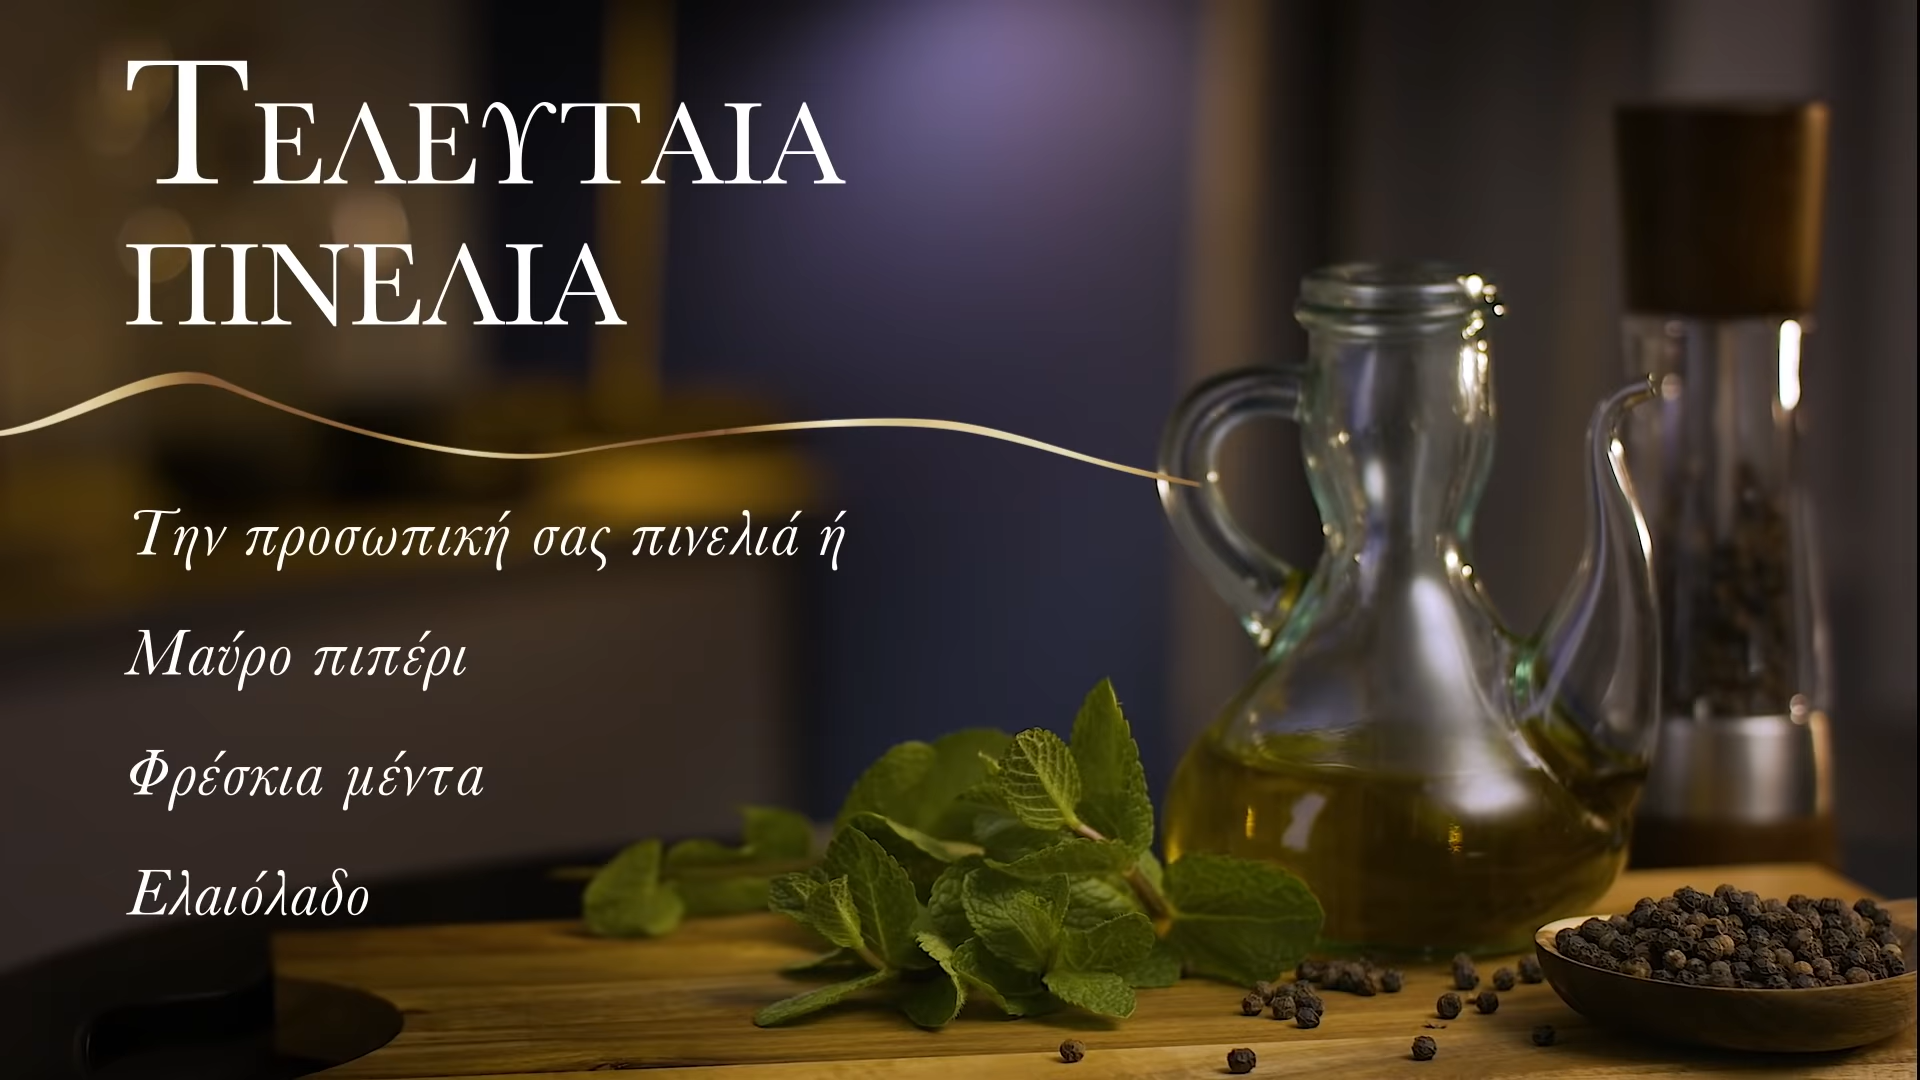 ΤΕΛΕΥΤΑΙΑ
ΠΙΝΕΛΙΑ
Την προσωπική σας πινελιά ή
Μαύρο πιπέρι
Φρέσκια μέντα
Ελαιόλαδο